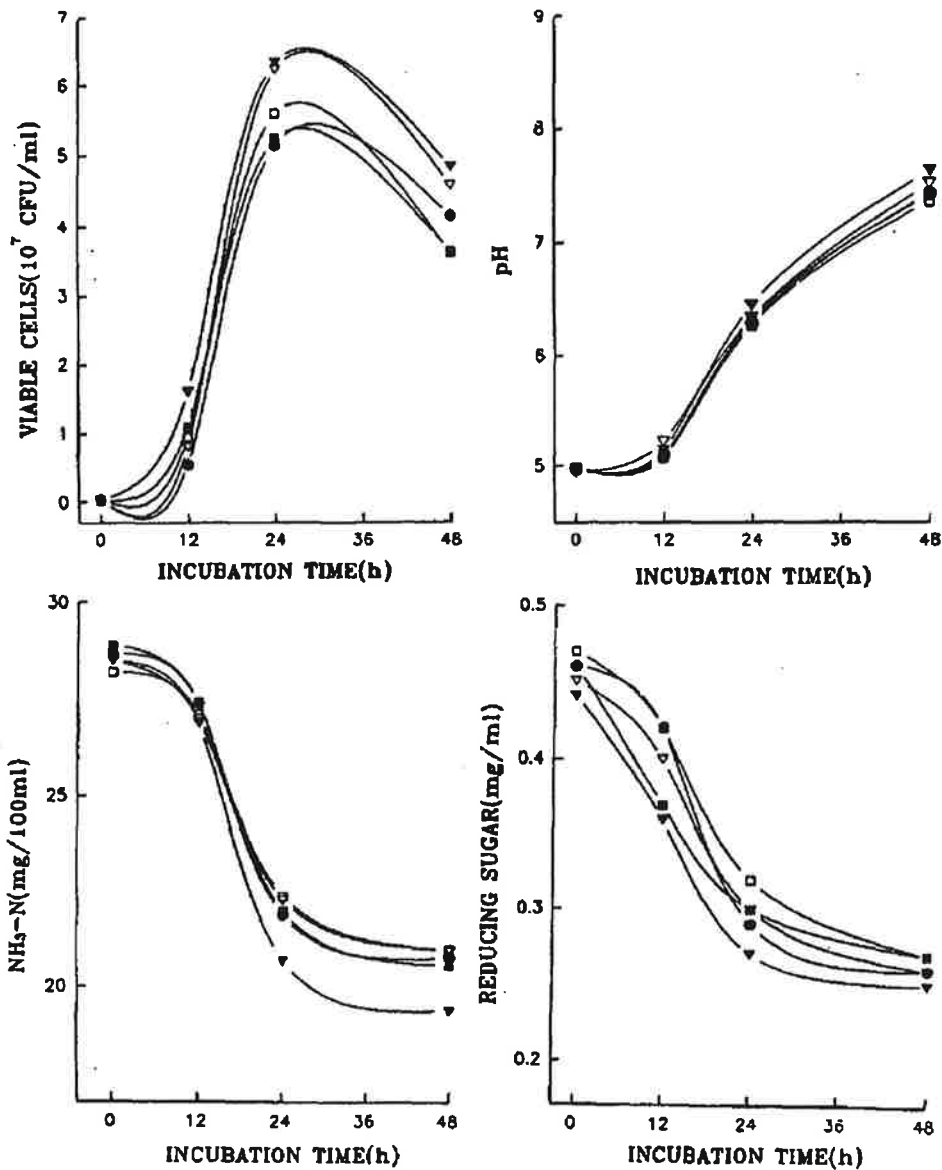 7
6
5
4
3
2
1
0
VIABLE CELLS(10⁷ CFU/ml)
0 12 24 36 48
INCUBATION TIME(h)
9
8
7
6
5
pH
0 12 24 36 48
INCUBATION TIME(h)
30
25
20
NH₃-N(mg/100ml)
0 12 24 36 48
INCUBATION TIME(h)
0.5
0.4
0.3
0.2
REDUCING SUGAR(mg/ml)
0 12 24 36 48
INCUBATION TIME(h)